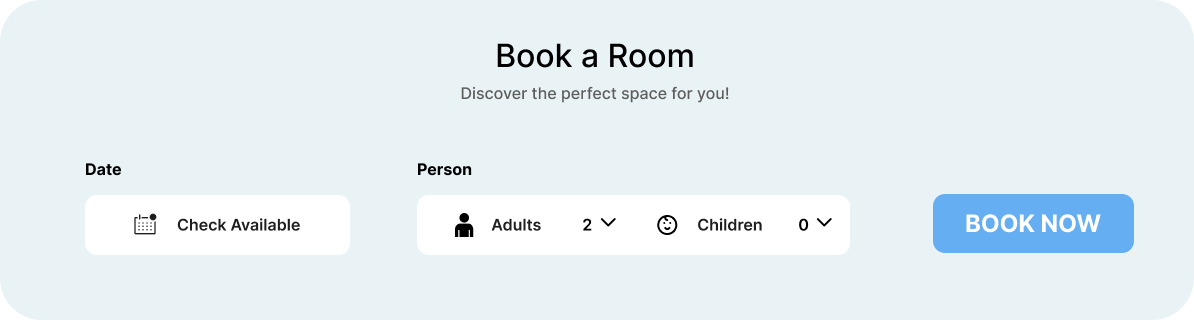 Book a Room
Discover the perfect space for you!
Date
Person
Check Available
Adults 2 Children 0
BOOK NOW